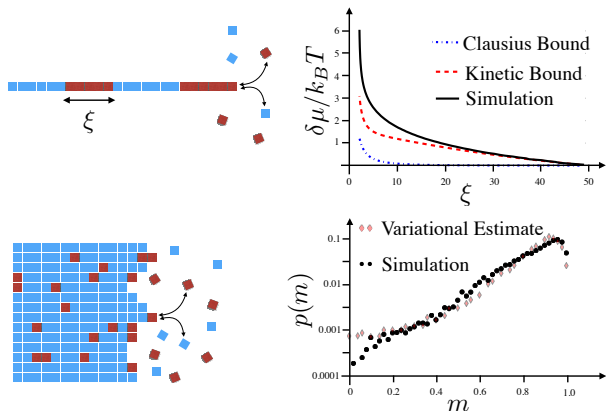 ξ
δμ/k_BT
6
5
4
3
2
1
Clausius Bound
Kinetic Bound
Simulation
0 10 20 30 40 50
ξ
p(m)
0.1
0.01
0.001
0.0001
Variational Estimate
Simulation
0 0.2 0.4 0.6 0.8 1.0
m